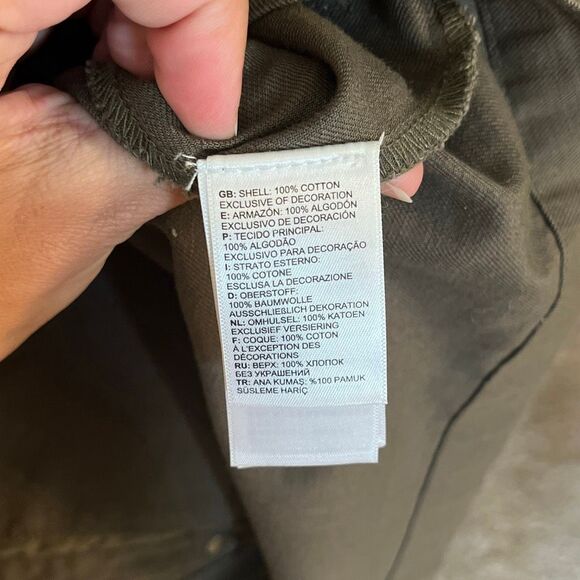 GB: SHELL: 100% COTTON
EXCLUSIVE OF DECORATION
E: ARMAZÓN: 100% ALGODÓN
EXCLUSIVO DE DECORACIÓN
P: TECIDO PRINCIPAL:
100% ALGODÃO
EXCLUSIVO PARA DECORAÇÃO
I: STRATO ESTERNO:
100% COTONE
ESCLUSA LA DECORAZIONE
D: OBERSTOFF:
100% BAUMWOLLE
AUSSCHLIEßLICH DEKORATION
NL: OMHULSEL: 100% KATOEN
EXCLUSIEF VERSIERING
F: COQUE: 100% COTON
À L'EXCEPTION DES
DÉCORATIONS
RU: ВЕРХ: 100% ХЛОПОК
БЕЗ УКРАШЕНИЙ
TR: ANA KUMAŞ: %100 PAMUK
SÜSLEME HARİÇ